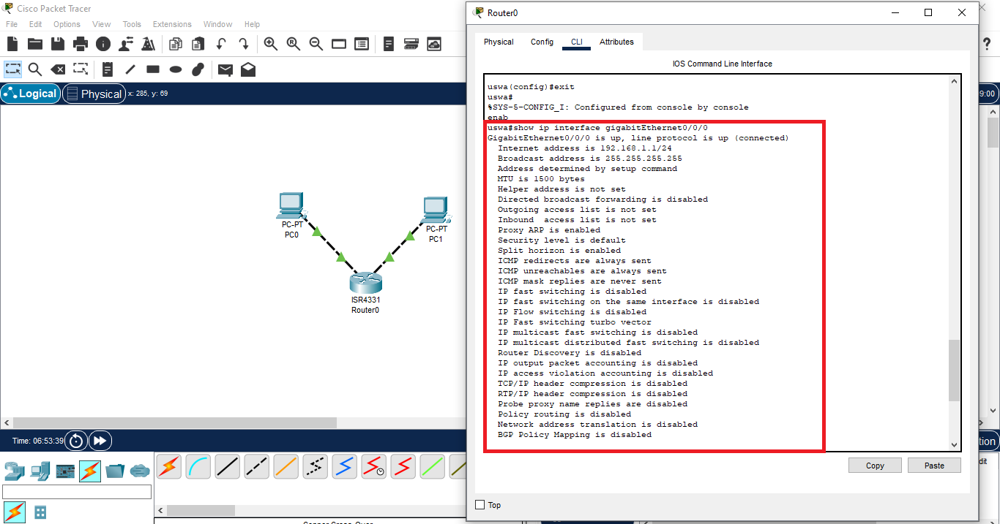 Cisco Packet Tracer
File Edit Options View Tools Extensions Window Help
Logical
Physical
x: 285, y: 69
PC-PT
PC0
PC-PT
PC1
ISR4331
Router0
Time: 06:53:39
Router0
Physical Config CLI Attributes
IOS Command Line Interface
uswa(config)#exit
uswa#
%SYS-5-CONFIG_I: Configured from console by console
enab
uswa#show ip interface gigabitEthernet0/0/0
GigabitEthernet0/0/0 is up, line protocol is up (connected)
Internet address is 192.168.1.1/24
Broadcast address is 255.255.255.255
Address determined by setup command
MTU is 1500 bytes
Helper address is not set
Directed broadcast forwarding is disabled
Outgoing access list is not set
Inbound  access list is not set
Proxy ARP is enabled
Security level is default
Split horizon is enabled
ICMP redirects are always sent
ICMP unreachables are always sent
ICMP mask replies are never sent
IP fast switching is disabled
IP fast switching on the same interface is disabled
IP Flow switching is disabled
IP Fast switching turbo vector
IP multicast fast switching is disabled
IP multicast distributed fast switching is disabled
Router Discovery is disabled
IP output packet accounting is disabled
IP access violation accounting is disabled
TCP/IP header compression is disabled
RTP/IP header compression is disabled
Probe proxy name replies are disabled
Policy routing is disabled
Network address translation is disabled
BGP Policy Mapping is disabled
Copy Paste
Top
9:00
tion
dit